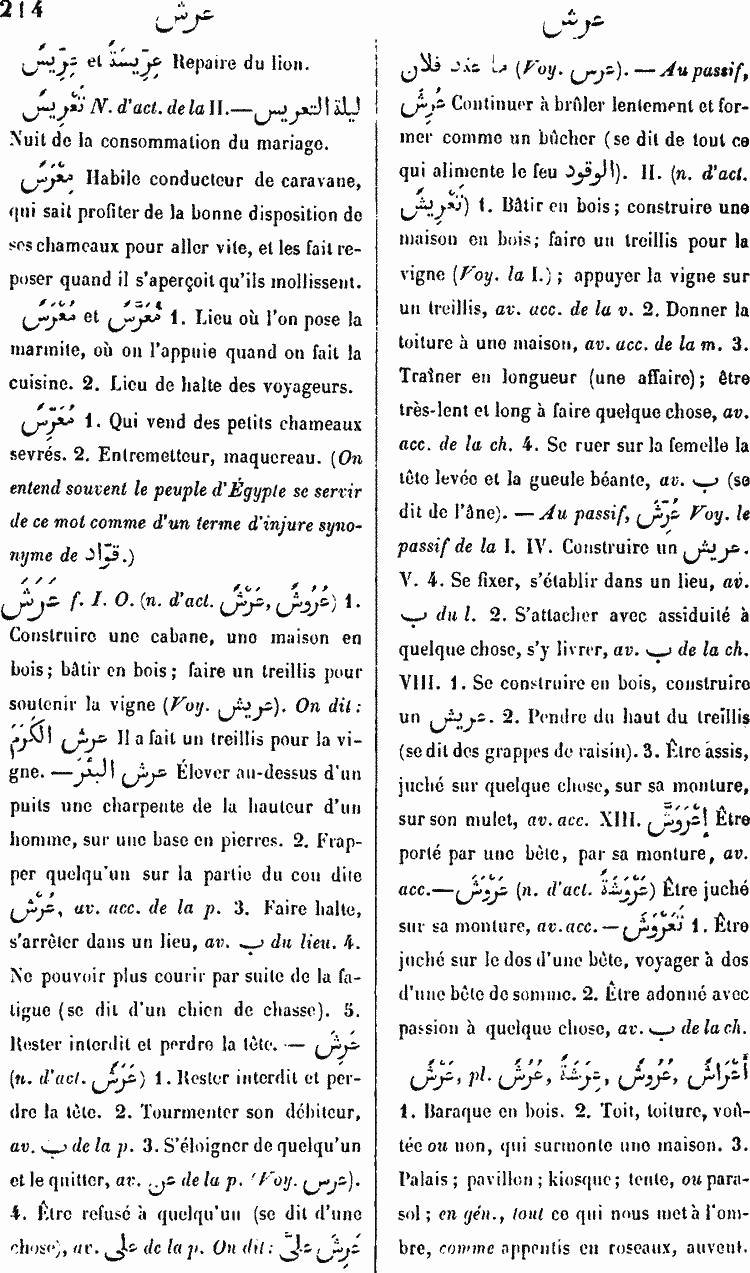 214
عرش
عرش
عِرِّيسٌ et عِرِّيسَةٌ Repaire du lion.
تَعْرِيسٌ N. d'act. de la II.—ليلة التعريس
Nuit de la consommation du mariage.
مِعْرَسٌ Habile conducteur de caravane,
qui sait profiter de la bonne disposition de
ses chameaux pour aller vite, et les fait re-
poser quand il s'aperçoit qu'ils mollissent.
مُعْرَسٌ et مُعَرَّسٌ 1. Lieu où l'on pose la
marmite, où on l'appuie quand on fait la
cuisine. 2. Lieu de halte des voyageurs.
مُعَرِّسٌ 1. Qui vend des petits chameaux
sevrés. 2. Entremetteur, maquereau. (On
entend souvent le peuple d'Égypte se servir
de ce mot comme d'un terme d'injure syno-
nyme de قوّاد.)
عَرَشَ f. I. O. (n. d'act. عَرْشٌ, عُرُوشٌ) 1.
Construire une cabane, une maison en
bois; bâtir en bois; faire un treillis pour
soutenir la vigne (Voy. عريش). On dit:
عرش الكَرْمَ Il a fait un treillis pour la vi-
gne. — عرش البِئْرَ Élever au-dessus d'un
puits une charpente de la hauteur d'un
homme, sur une base en pierres. 2. Frap-
per quelqu'un sur la partie du cou dite
عُرْشٌ, av. acc. de la p. 3. Faire halte,
s'arrêter dans un lieu, av. ب du lieu. 4.
Ne pouvoir plus courir par suite de la fa-
tigue (se dit d'un chien de chasse). 5.
Rester interdit et perdre la tête. — عَرِشَ
(n. d'act. عَرَشٌ) 1. Rester interdit et per-
dre la tête. 2. Tourmenter son débiteur,
av. ب de la p. 3. S'éloigner de quelqu'un
et le quitter, av. عن de la p. (Voy. عرس).
4. Être refusé à quelqu'un (se dit d'une
chose), av. على de la p. On dit: عَرِشَ عَلَىَّ
ما عند فلان (Voy. عرس). — Au passif,
عُرِشَ Continuer à brûler lentement et for-
mer comme un bûcher (se dit de tout ce
qui alimente le feu الوقود). II. (n. d'act.
تَعْرِيشٌ) 1. Bâtir en bois; construire une
maison en bois; faire un treillis pour la
vigne (Voy. la I.); appuyer la vigne sur
un treillis, av. acc. de la v. 2. Donner la
toiture à une maison, av. acc. de la m. 3.
Traîner en longueur (une affaire); être
très-lent et long à faire quelque chose, av.
acc. de la ch. 4. Se ruer sur la femelle la
tête levée et la gueule béante, av. ب (se
dit de l'âne). — Au passif, عُرِّشَ Voy. le
passif de la I. IV. Construire un عريش.
V. 4. Se fixer, s'établir dans un lieu, av.
ب du l. 2. S'attacher avec assiduité à
quelque chose, s'y livrer, av. ب de la ch.
VIII. 1. Se construire en bois, construire
un عريش. 2. Pendre du haut du treillis
(se dit des grappes de raisin). 3. Être assis,
juché sur quelque chose, sur sa monture,
sur son mulet, av. acc. XIII. إِعْرَوَّشَ Être
porté par une bête, par sa monture, av.
acc.—عَرْوَشَ (n. d'act. عَرْوَشَةٌ) Être juché
sur sa monture, av. acc. — تَعَرْوَشَ 1. Être
juché sur le dos d'une bête, voyager à dos
d'une bête de somme. 2. Être adonné avec
passion à quelque chose, av. ب de la ch.
عَرْشٌ, pl. عُرُشٌ, عِرَشَةٌ, عُرُوشٌ, أَعْرَاشٌ
1. Baraque en bois. 2. Toit, toiture, voû-
tée ou non, qui surmonte une maison. 3.
Palais; pavillon; kiosque; tente, ou para-
sol; en gén., tout ce qui nous met à l'om-
bre, comme appentis en roseaux, auvent.